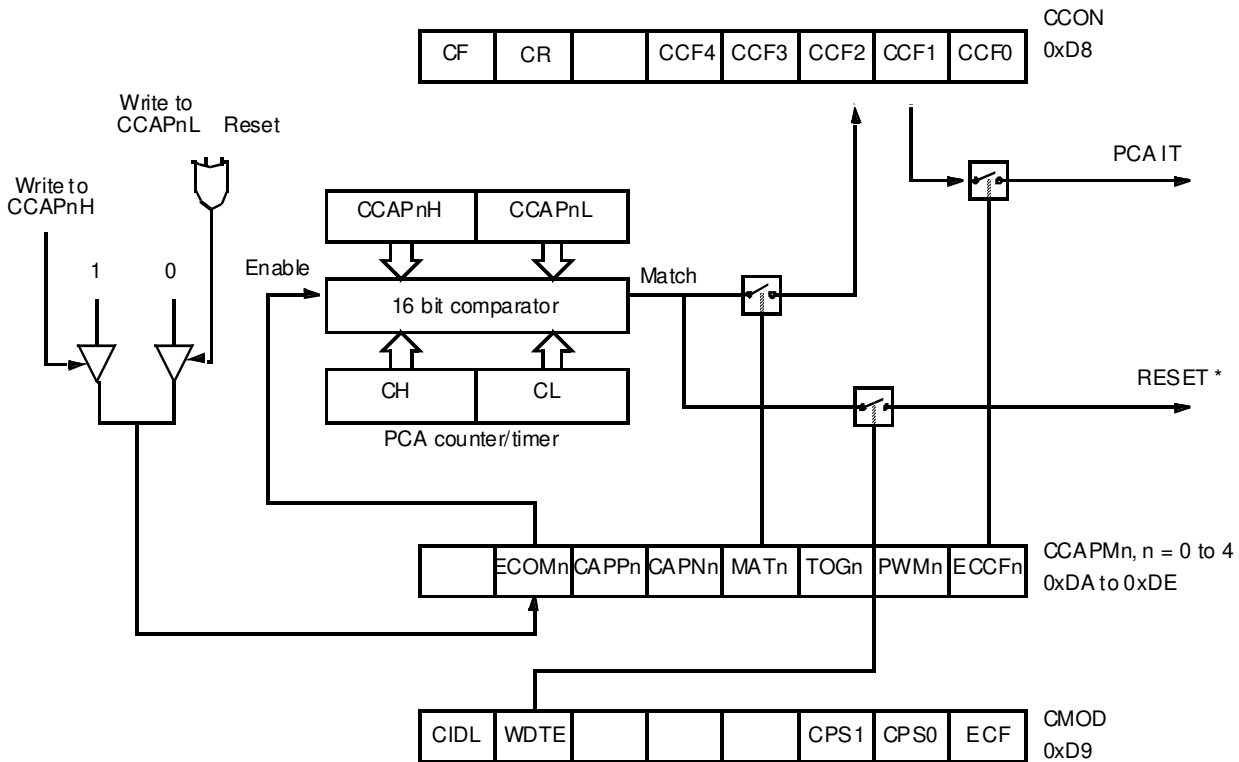 CCON
0xD8
CF CR CCF4 CCF3 CCF2 CCF1 CCF0
Write to
CCAPnL Reset
Write to
CCAPnH
PCA IT
CCAPnH CCAPnL
1 0 Enable
Match
16 bit comparator
CH CL
RESET *
PCA counter/timer
ECOMn CAPPn CAPNn MATn TOGn PWMn ECCFn
CCAPMn, n = 0 to 4
0xDA to 0xDE
CIDL WDTE CPS1 CPS0 ECF
CMOD
0xD9